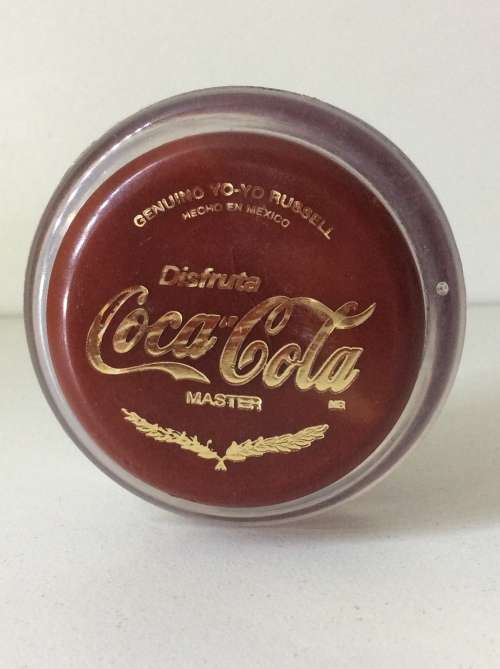 GENUINO YO-YO RUSSELL
HECHO EN MEXICO
Disfruta
Coca-Cola
MASTER MR